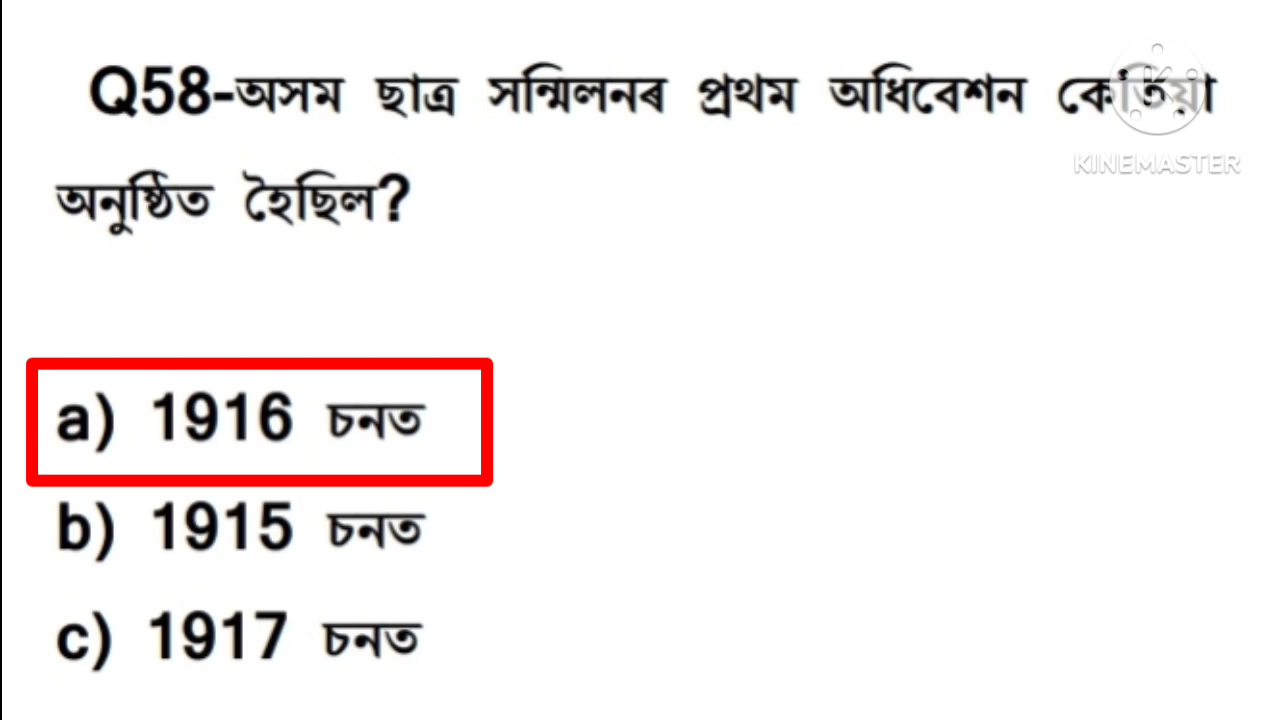 Q58-অসম ছাত্ৰ সন্মিলনৰ প্ৰথম অধিবেশন কেতিয়া
KINEMASTER
অনুষ্ঠিত হৈছিল?
a) 1916 চনত
b) 1915 চনত
c) 1917 চনত